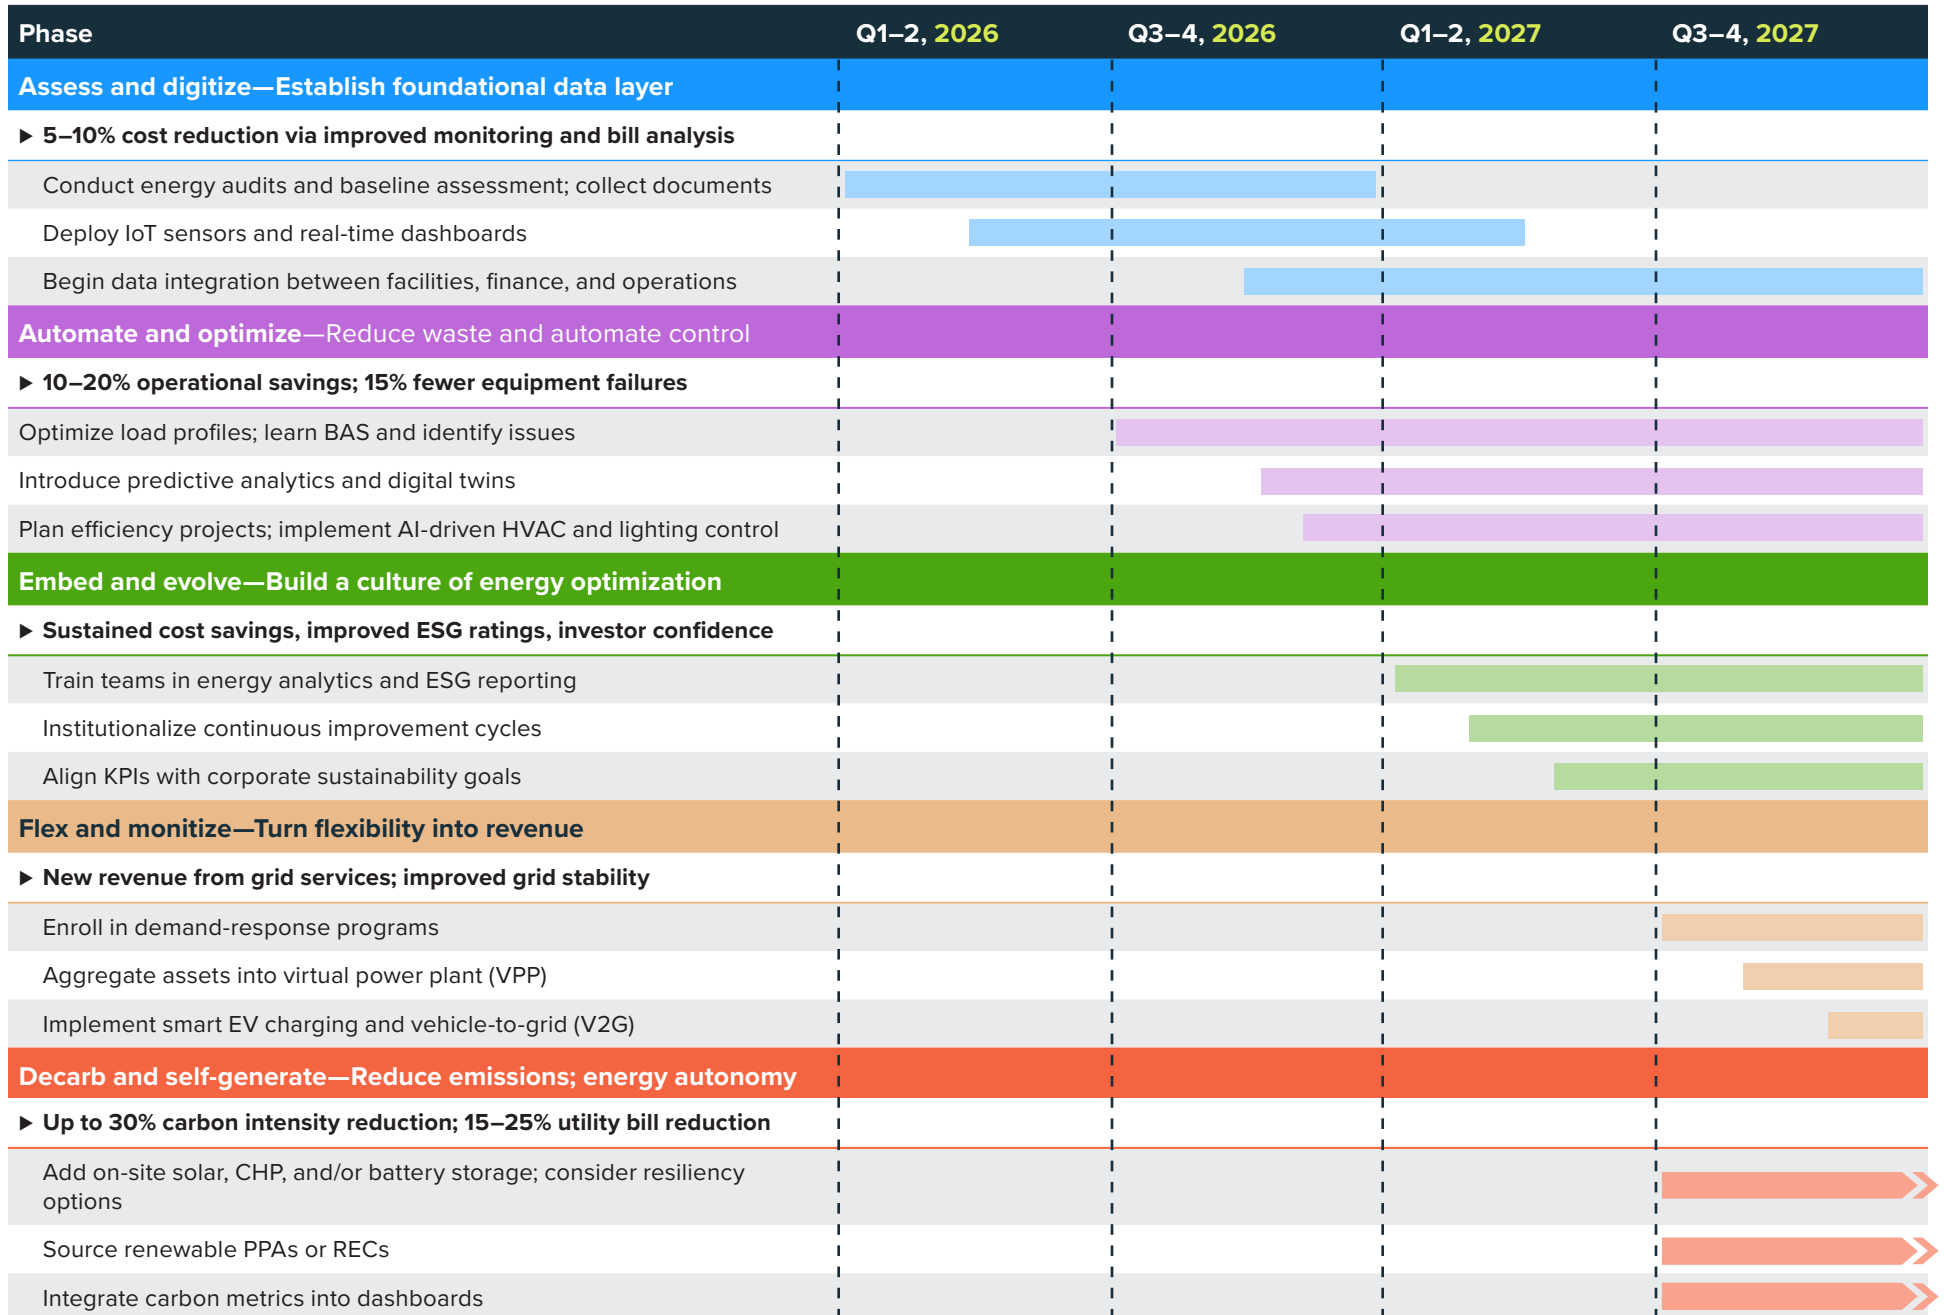 Phase Q1–2, 2026 Q3–4, 2026 Q1–2, 2027 Q3–4, 2027
Assess and digitize—Establish foundational data layer
▶ 5–10% cost reduction via improved monitoring and bill analysis
Conduct energy audits and baseline assessment; collect documents
Deploy IoT sensors and real-time dashboards
Begin data integration between facilities, finance, and operations
Automate and optimize—Reduce waste and automate control
▶ 10–20% operational savings; 15% fewer equipment failures
Optimize load profiles; learn BAS and identify issues
Introduce predictive analytics and digital twins
Plan efficiency projects; implement AI-driven HVAC and lighting control
Embed and evolve—Build a culture of energy optimization
▶ Sustained cost savings, improved ESG ratings, investor confidence
Train teams in energy analytics and ESG reporting
Institutionalize continuous improvement cycles
Align KPIs with corporate sustainability goals
Flex and monitize—Turn flexibility into revenue
▶ New revenue from grid services; improved grid stability
Enroll in demand-response programs
Aggregate assets into virtual power plant (VPP)
Implement smart EV charging and vehicle-to-grid (V2G)
Decarb and self-generate—Reduce emissions; energy autonomy
▶ Up to 30% carbon intensity reduction; 15–25% utility bill reduction
Add on-site solar, CHP, and/or battery storage; consider resiliency
options
Source renewable PPAs or RECs
Integrate carbon metrics into dashboards